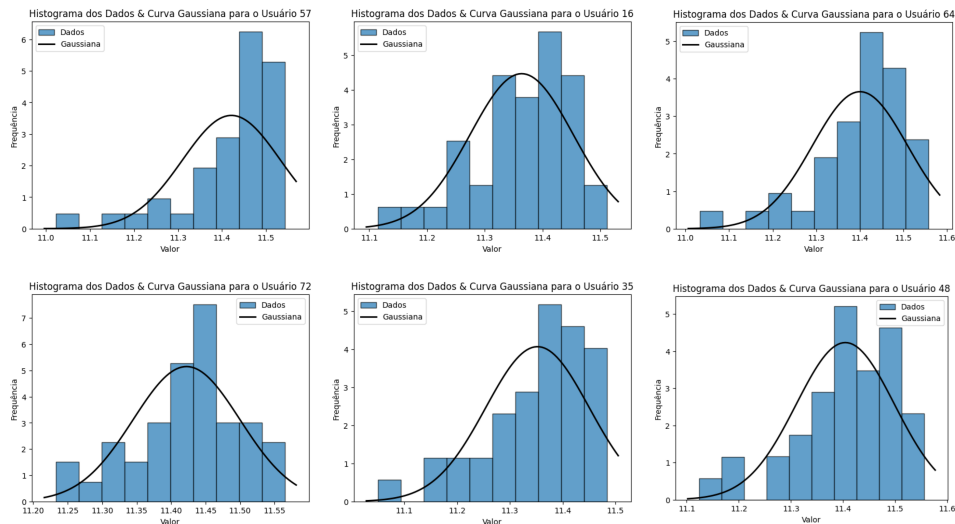 Histograma dos Dados & Curva Gaussiana para o Usuário 57
Dados
Gaussiana
Frequência
6
5
4
3
2
1
0
11.0 11.1 11.2 11.3 11.4 11.5
Valor
Histograma dos Dados & Curva Gaussiana para o Usuário 16
Dados
Gaussiana
Frequência
5
4
3
2
1
0
11.1 11.2 11.3 11.4 11.5
Valor
Histograma dos Dados & Curva Gaussiana para o Usuário 64
Dados
Gaussiana
Frequência
5
4
3
2
1
0
11.0 11.1 11.2 11.3 11.4 11.5 11.6
Valor
Histograma dos Dados & Curva Gaussiana para o Usuário 72
Dados
Gaussiana
Frequência
7
6
5
4
3
2
1
0
11.20 11.25 11.30 11.35 11.40 11.45 11.50 11.55
Valor
Histograma dos Dados & Curva Gaussiana para o Usuário 35
Dados
Gaussiana
Frequência
5
4
3
2
1
0
11.1 11.2 11.3 11.4 11.5
Valor
Histograma dos Dados & Curva Gaussiana para o Usuário 48
Dados
Gaussiana
Frequência
5
4
3
2
1
0
11.1 11.2 11.3 11.4 11.5 11.6
Valor